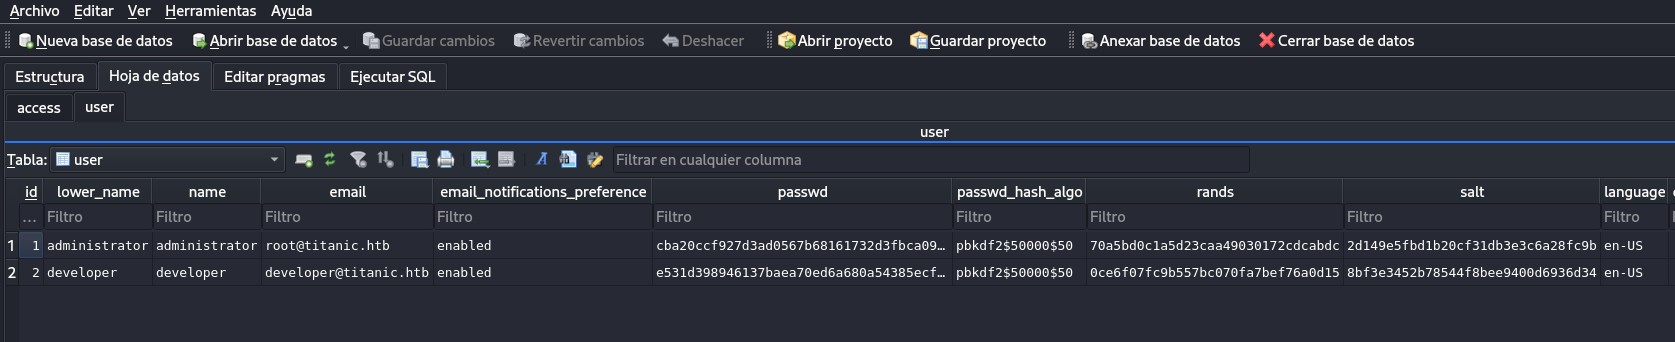 Archivo Editar Ver Herramientas Ayuda
Nueva base de datos Abrir base de datos Guardar cambios Revertir cambios Deshacer Abrir proyecto Guardar proyecto Anexar base de datos Cerrar base de datos
Estructura Hoja de datos Editar pragmas Ejecutar SQL
access user
user
Tabla: user Filtrar en cualquier columna
id lower_name name email email_notifications_preference passwd passwd_hash_algo rands salt language
... Filtro Filtro Filtro Filtro Filtro Filtro Filtro Filtro Filtro
1 1 administrator administrator root@titanic.htb enabled cba20ccf927d3ad0567b68161732d3fbca09… pbkdf2$50000$50 70a5bd0c1a5d23caa49030172cdcabdc 2d149e5fbd1b20cf31db3e3c6a28fc9b en-US
2 2 developer developer developer@titanic.htb enabled e531d398946137baea70ed6a680a54385ecf… pbkdf2$50000$50 0ce6f07fc9b557bc070fa7bef76a0d15 8bf3e3452b78544f8bee9400d6936d34 en-US